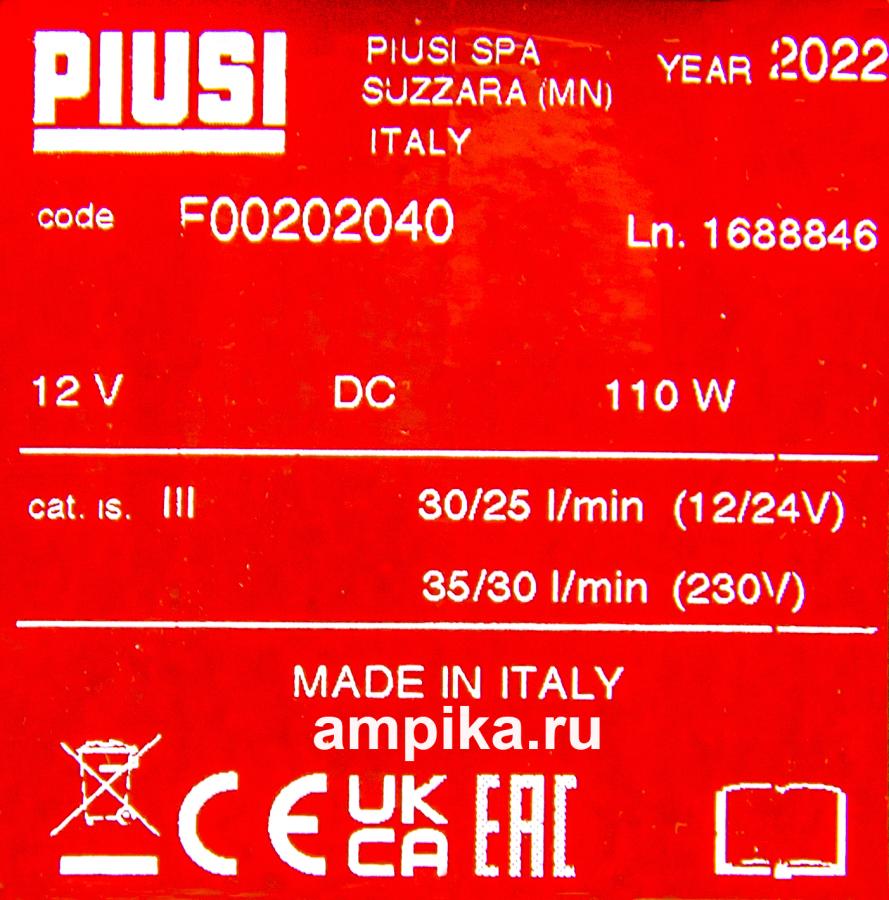 PIUSI
PIUSI SPA
SUZZARA (MN)
ITALY
YEAR 2022
code F00202040
Ln. 1688846
12 V DC 110 W
cat. is. III 30/25 l/min (12/24V)
35/30 l/min (230V)
MADE IN ITALY
ampika.ru
CE UK CA EAC